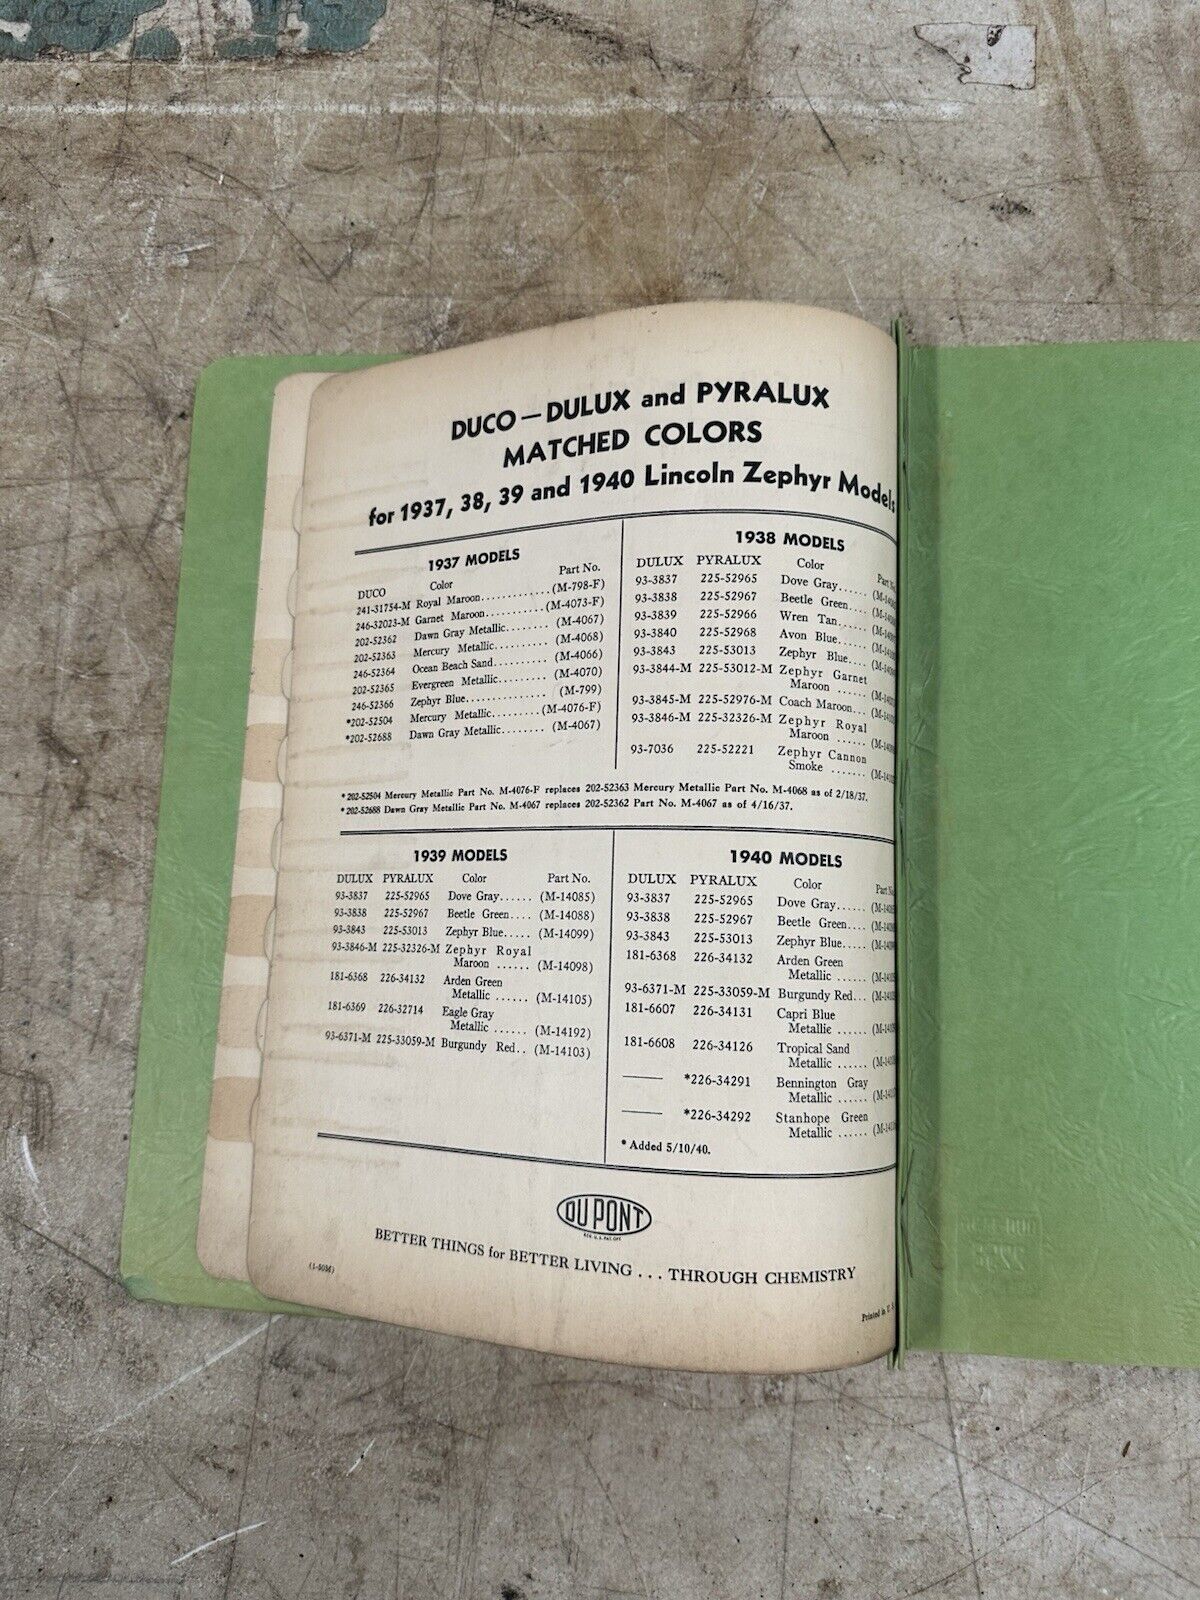 DUCO — DULUX and PYRALUX
MATCHED COLORS
for 1937, 38, 39 and 1940 Lincoln Zephyr Models
1937 MODELS
DUCO Color Part No.
241-31754-M Royal Maroon............(M-798-F)
246-32023-M Garnet Maroon...........(M-4073-F)
202-52362 Dawn Gray Metallic........ (M-4067)
202-52363 Mercury Metallic.......... (M-4068)
246-52364 Ocean Beach Sand.......... (M-4066)
202-52365 Evergreen Metallic........ (M-4070)
246-52366 Zephyr Blue............... (M-799)
*202-52504 Mercury Metallic.........(M-4076-F)
*202-52688 Dawn Gray Metallic........ (M-4067)
1938 MODELS
DULUX PYRALUX Color Part
93-3837 225-52965 Dove Gray......
93-3838 225-52967 Beetle Green....
93-3839 225-52966 Wren Tan......
93-3840 225-52968 Avon Blue......
93-3843 225-53013 Zephyr Blue....
93-3844-M 225-53012-M Zephyr Garnet
Maroon ......
93-3845-M 225-52976-M Coach Maroon...
93-3846-M 225-32326-M Zephyr Royal
Maroon ......
93-7036 225-52221 Zephyr Cannon
Smoke .......
*202-52504 Mercury Metallic Part No. M-4076-F replaces 202-52363 Mercury Metallic Part No. M-4068 as of 2/18/37.
*202-52688 Dawn Gray Metallic Part No. M-4067 replaces 202-52362 Part No. M-4067 as of 4/16/37.
1939 MODELS
DULUX PYRALUX Color Part No.
93-3837 225-52965 Dove Gray...... (M-14085)
93-3838 225-52967 Beetle Green.... (M-14088)
93-3843 225-53013 Zephyr Blue..... (M-14099)
93-3846-M 225-32326-M Zephyr Royal
Maroon ...... (M-14098)
181-6368 226-34132 Arden Green
Metallic ...... (M-14105)
181-6369 226-32714 Eagle Gray
Metallic ...... (M-14192)
93-6371-M 225-33059-M Burgundy Red.. (M-14103)
1940 MODELS
DULUX PYRALUX Color Part No.
93-3837 225-52965 Dove Gray......
93-3838 225-52967 Beetle Green....
93-3843 225-53013 Zephyr Blue.....
181-6368 226-34132 Arden Green
Metallic ......
93-6371-M 225-33059-M Burgundy Red...
181-6607 226-34131 Capri Blue
Metallic ......
181-6608 226-34126 Tropical Sand
Metallic ......
*226-34291 Bennington Gray
Metallic ......
*226-34292 Stanhope Green
Metallic ......
* Added 5/10/40.
DU PONT
REG. U.S. PAT. OFF.
BETTER THINGS for BETTER LIVING ... THROUGH CHEMISTRY
Printed in U. S.